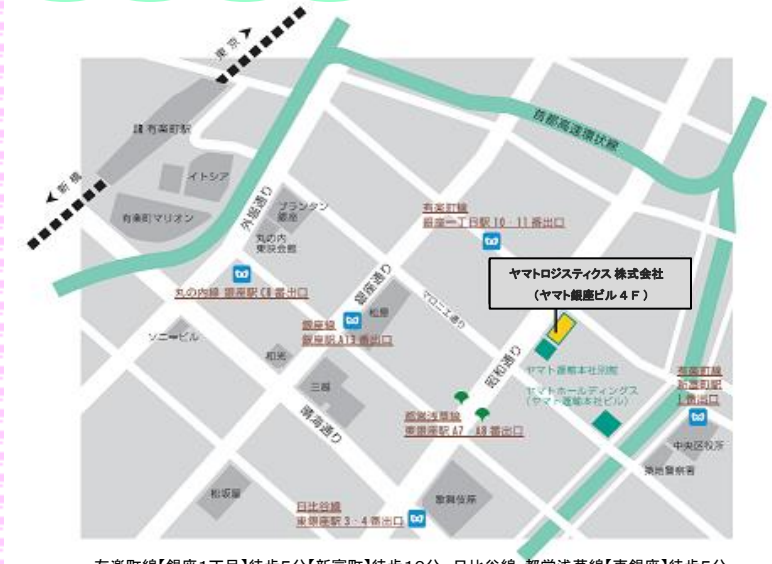 東京
JR 有楽町駅
新橋
イトシア
有楽町マリオン
外堀通り
プランタン
銀座
丸の内
東映会館
首都高速環状線
有楽町線
銀座一丁目駅 10・11 番出口
丸の内線 銀座駅 C8 番出口
ヤマトロジスティクス 株式会社
(ヤマト銀座ビル 4F)
銀座通り
松屋
マロニエ通り
銀座線
銀座駅 A13 番出口
ソニービル
和光
三越
晴海通り
昭和通り
ヤマト運輸本社別館
ヤマトホールディングス
(ヤマト運輸本社ビル)
有楽町線
新富町駅
1 番出口
都営浅草線
東銀座駅 A7 A8 番出口
中央区役所
築地警察署
松坂屋
日比谷線
東銀座駅 3・4 番出口
歌舞伎座
有楽町線【銀座1丁目】徒歩5分【新富町】徒歩10分 日比谷線・都営浅草線【東銀座】徒歩5分